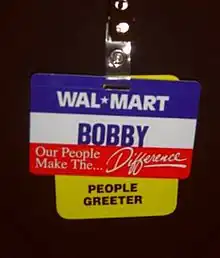 WAL★MART
BOBBY
Our People
Make The... Difference
PEOPLE
GREETER